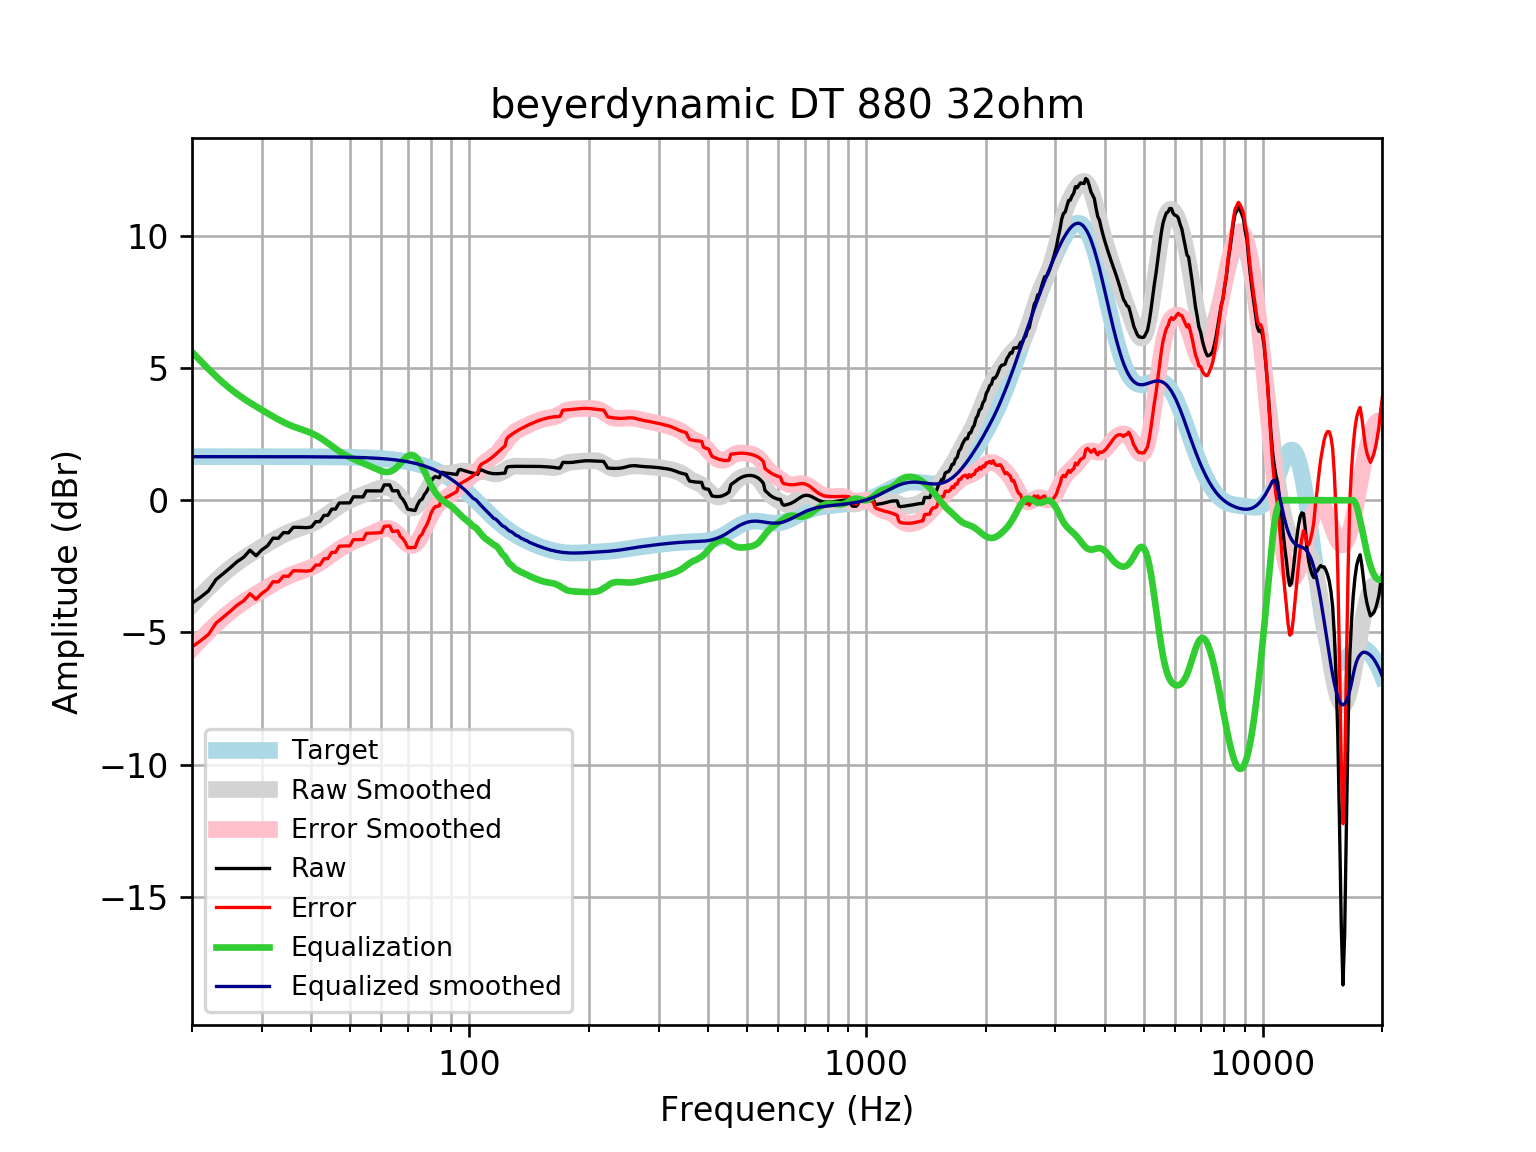 beyerdynamic DT 880 32ohm
Amplitude (dBr)
10
5
0
−5
−10
−15
Target
Raw Smoothed
Error Smoothed
Raw
Error
Equalization
Equalized smoothed
100
1000
10000
Frequency (Hz)